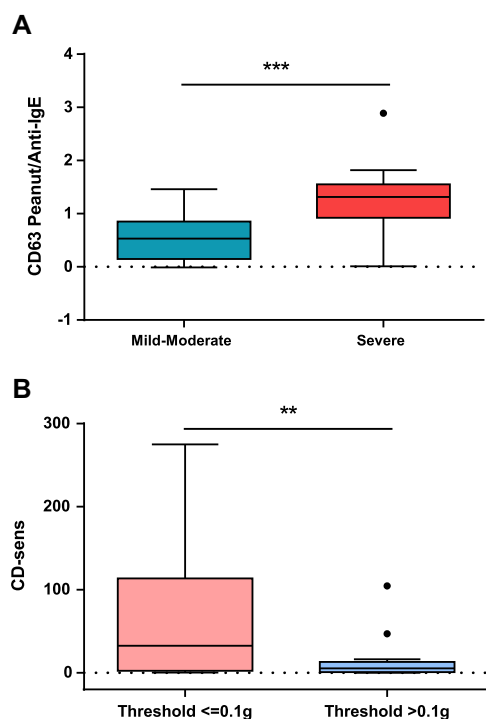 A
***
CD63 Peanut/Anti-IgE
4
3
2
1
0
-1
Mild-Moderate
Severe
B
**
CD-sens
300
200
100
0
Threshold <=0.1g
Threshold >0.1g